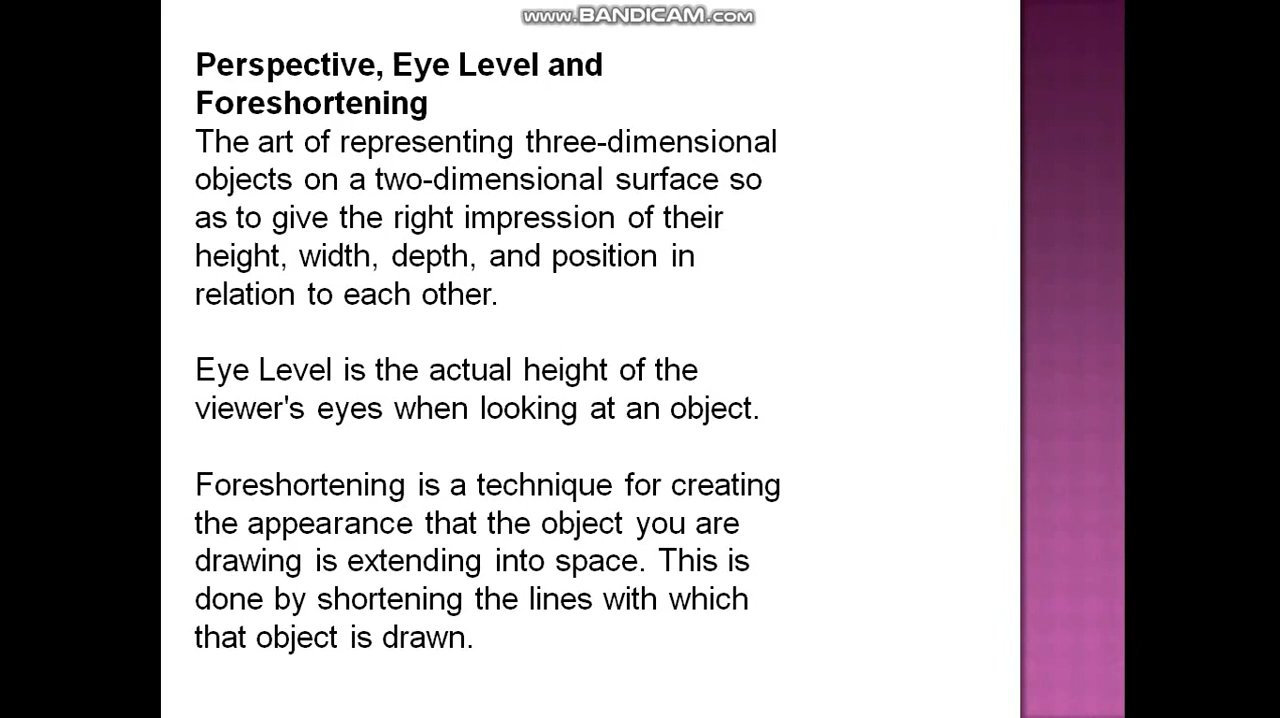 www.BANDICAM.com
Perspective, Eye Level and
Foreshortening
The art of representing three-dimensional
objects on a two-dimensional surface so
as to give the right impression of their
height, width, depth, and position in
relation to each other.
Eye Level is the actual height of the
viewer's eyes when looking at an object.
Foreshortening is a technique for creating
the appearance that the object you are
drawing is extending into space. This is
done by shortening the lines with which
that object is drawn.